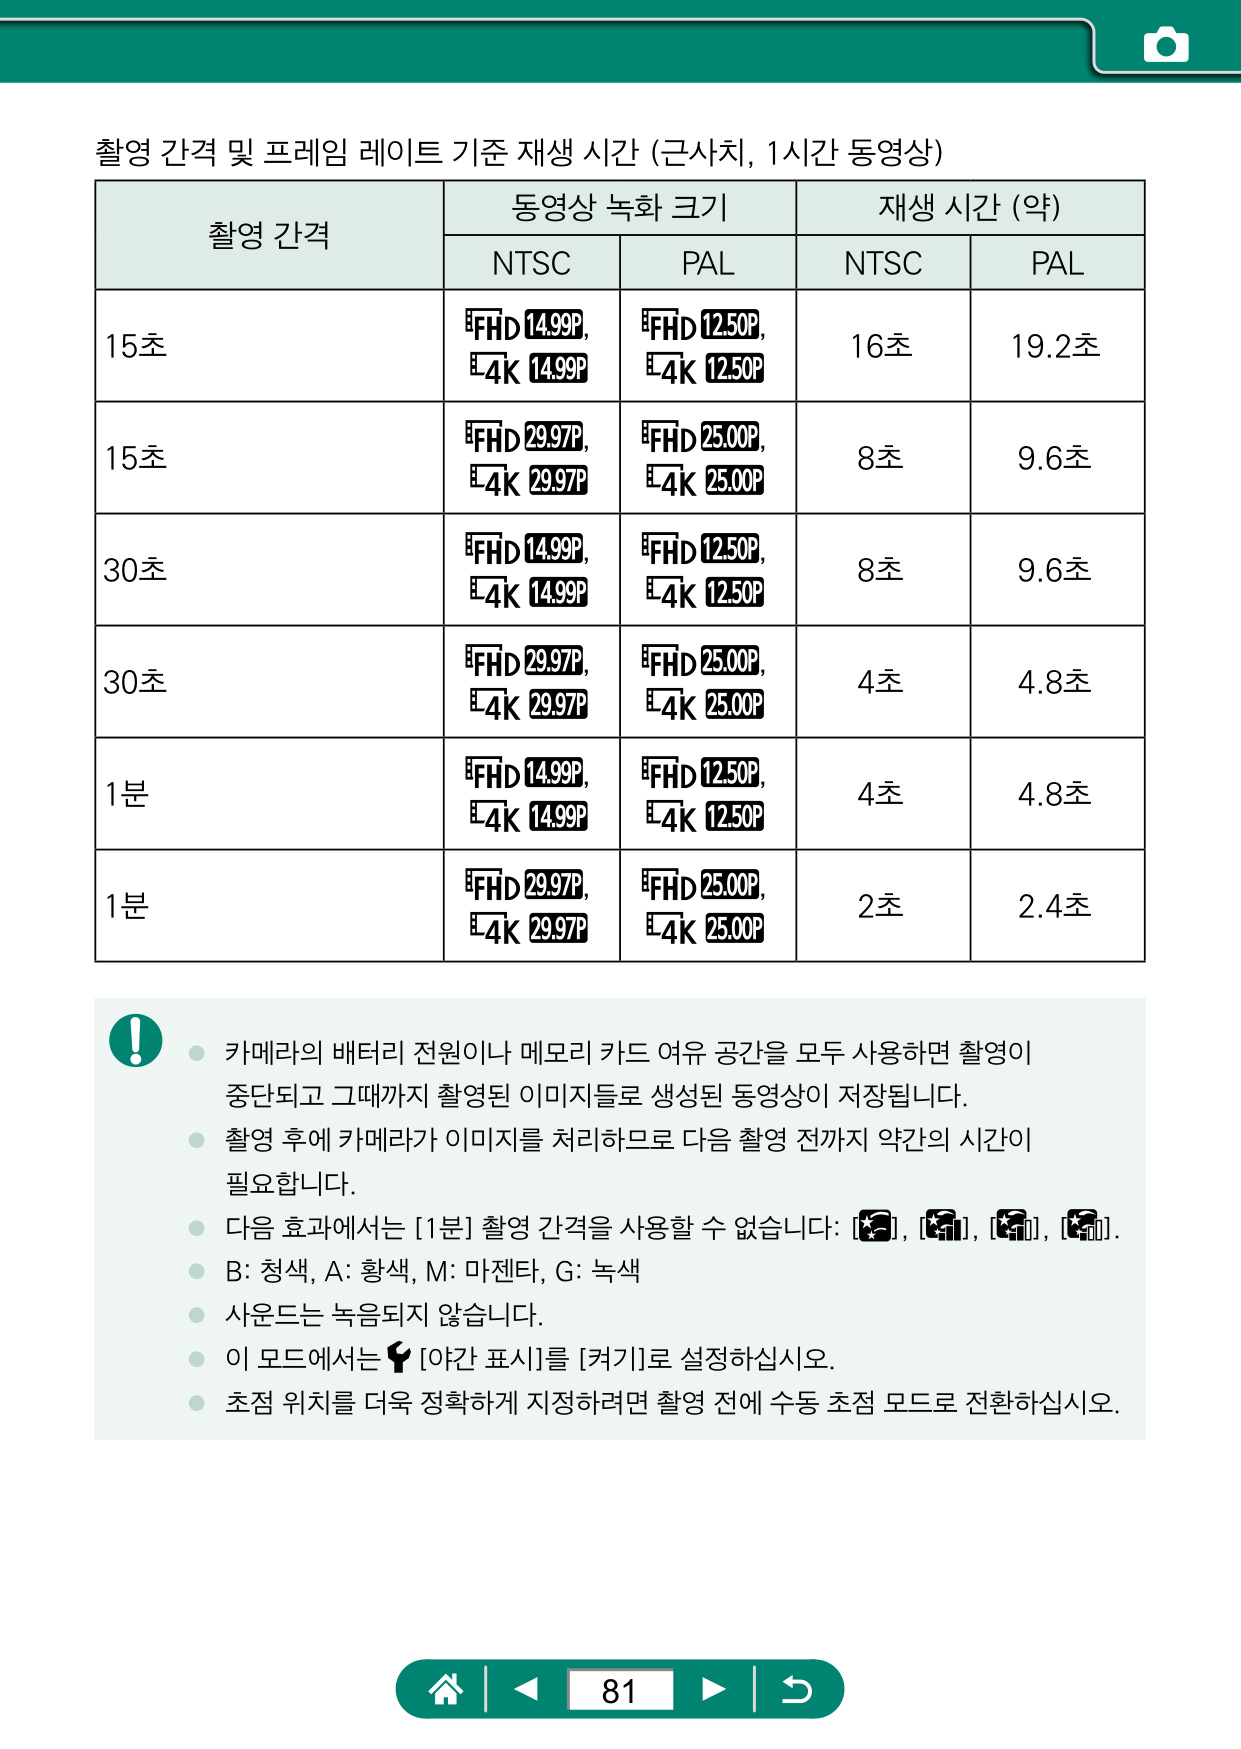 촬영 간격 및 프레임 레이트 기준 재생 시간 (근사치, 1시간 동영상)
촬영 간격 동영상 녹화 크기 재생 시간 (약)
NTSC PAL NTSC PAL
15초 FHD 14.99P, 4K 14.99P FHD 12.50P, 4K 12.50P 16초 19.2초
15초 FHD 29.97P, 4K 29.97P FHD 25.00P, 4K 25.00P 8초 9.6초
30초 FHD 14.99P, 4K 14.99P FHD 12.50P, 4K 12.50P 8초 9.6초
30초 FHD 29.97P, 4K 29.97P FHD 25.00P, 4K 25.00P 4초 4.8초
1분 FHD 14.99P, 4K 14.99P FHD 12.50P, 4K 12.50P 4초 4.8초
1분 FHD 29.97P, 4K 29.97P FHD 25.00P, 4K 25.00P 2초 2.4초
카메라의 배터리 전원이나 메모리 카드 여유 공간을 모두 사용하면 촬영이
중단되고 그때까지 촬영된 이미지들로 생성된 동영상이 저장됩니다.
촬영 후에 카메라가 이미지를 처리하므로 다음 촬영 전까지 약간의 시간이
필요합니다.
다음 효과에서는 [1분] 촬영 간격을 사용할 수 없습니다: [], [], [], [].
B: 청색, A: 황색, M: 마젠타, G: 녹색
사운드는 녹음되지 않습니다.
이 모드에서는 [야간 표시]를 [켜기]로 설정하십시오.
초점 위치를 더욱 정확하게 지정하려면 촬영 전에 수동 초점 모드로 전환하십시오.
81